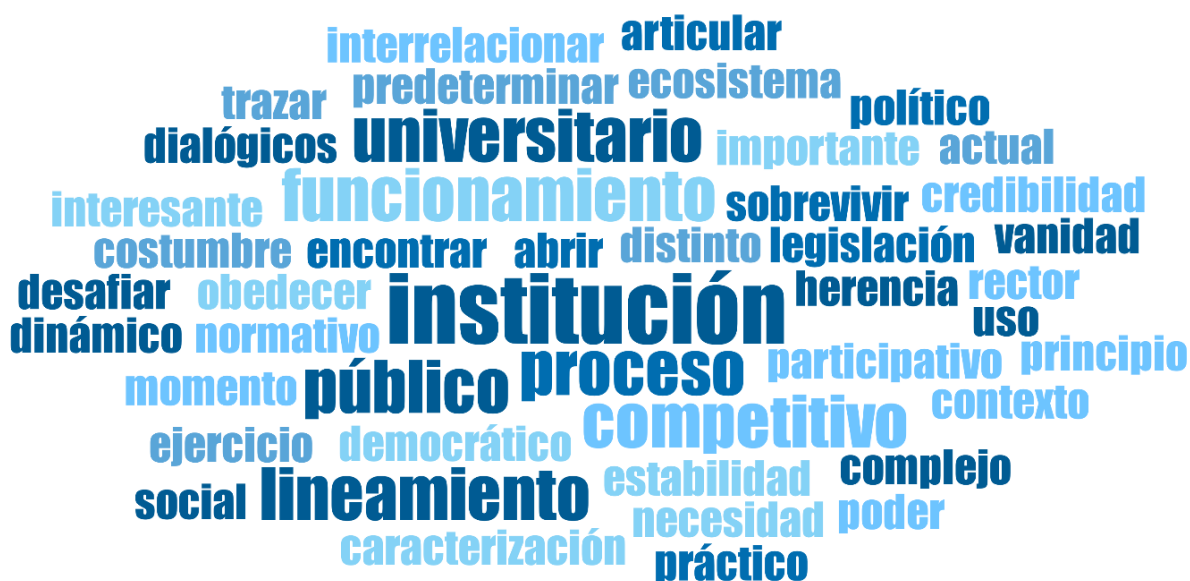 interrelacionar articular
predeterminar ecosistema
trazar político
dialógicos universitario importante actual
interesante funcionamiento sobrevivir credibilidad
costumbre encontrar abrir distinto legislación vanidad
desafiar obedecer institución herencia rector
dinámico normativo uso
público proceso participativo principio
momento competitivo contexto
ejercicio democrático complejo
social lineamiento estabilidad
necesidad poder
caracterización práctico